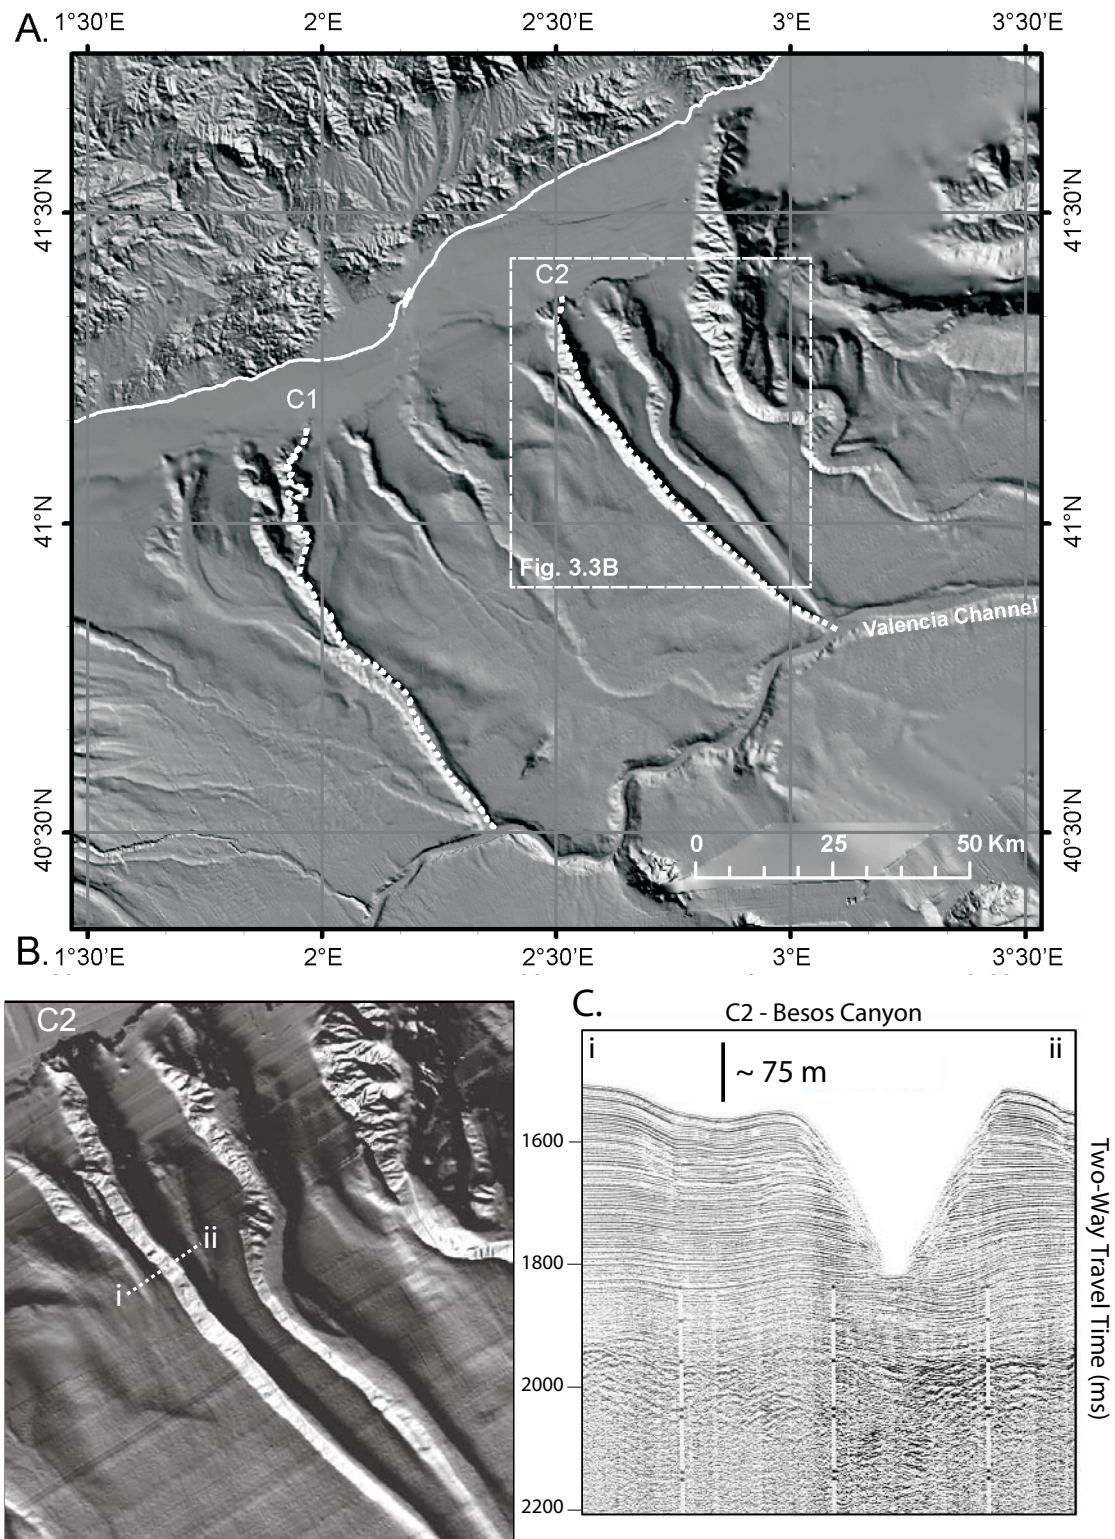 A.
1°30’E 2°E 2°30’E 3°E 3°30’E
41°30’N
41°30’N
C2
C1
41°N
41°N
Fig. 3.3B
Valencia Channel
40°30’N
40°30’N
0 25 50 Km
1°30’E 2°E 2°30’E 3°E 3°30’E
B.
C2
ii
i
C.
C2 - Besos Canyon
i ii
~ 75 m
1600
1800
2000
2200
Two-Way Travel Time (ms)